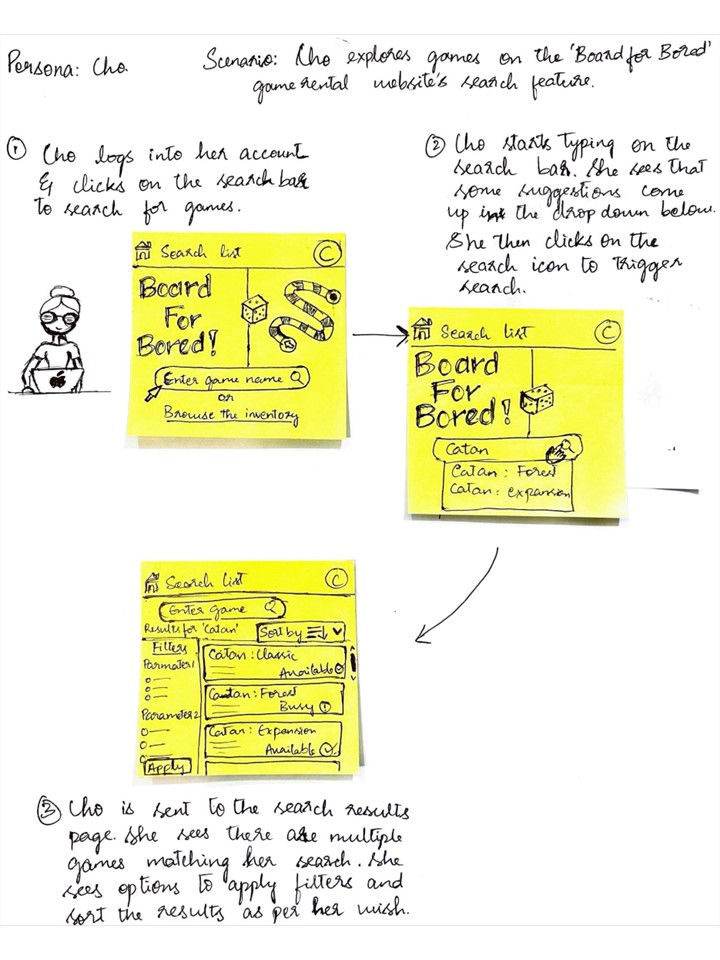 Persona: Cho.
Scenario: Cho explores games on the 'Board for Bored'
game rental website's search feature.
① Cho logs into her account
& clicks on the search bar
to search for games.
Search list C
Board
For
Bored!
Enter game name
or
Browse the inventory
② Cho starts typing on the
search bar. She sees that
some suggestions come
up in the drop down below.
She then clicks on the
search icon to trigger
search.
Search list C
Board
For
Bored!
Catan
Catan: Forest
Catan: expansion
Search list C
Enter game
Results for 'Catan' Sort by
Filters
Parmater1
Parameter2
Apply
Catan: Classic
Available
Catan: Forest
Busy
Catan: Expansion
Available
③ Cho is sent to the search results
page. She sees there are multiple
games matching her search. She
sees options to apply filters and
sort the results as per her wish.